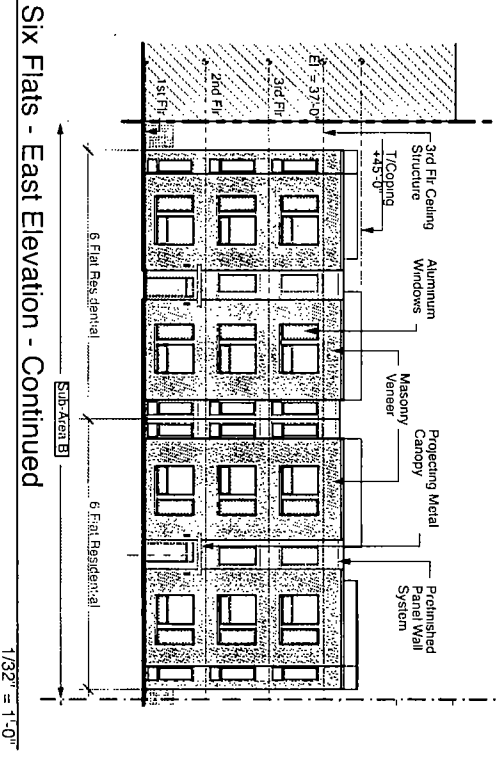 3rd Flr Ceiling
Structure
T/Coping
+45'-0"
Aluminum
Windows
Masonry
Veneer
Projecting Metal
Canopy
Prefinished
Panel Wall
System
El = 37'-0"
3rd Flr
2nd Flr
1st Flr
6 Flat Residential
6 Flat Residential
Sub-Area B
Six Flats - East Elevation - Continued
1/32" = 1'-0"